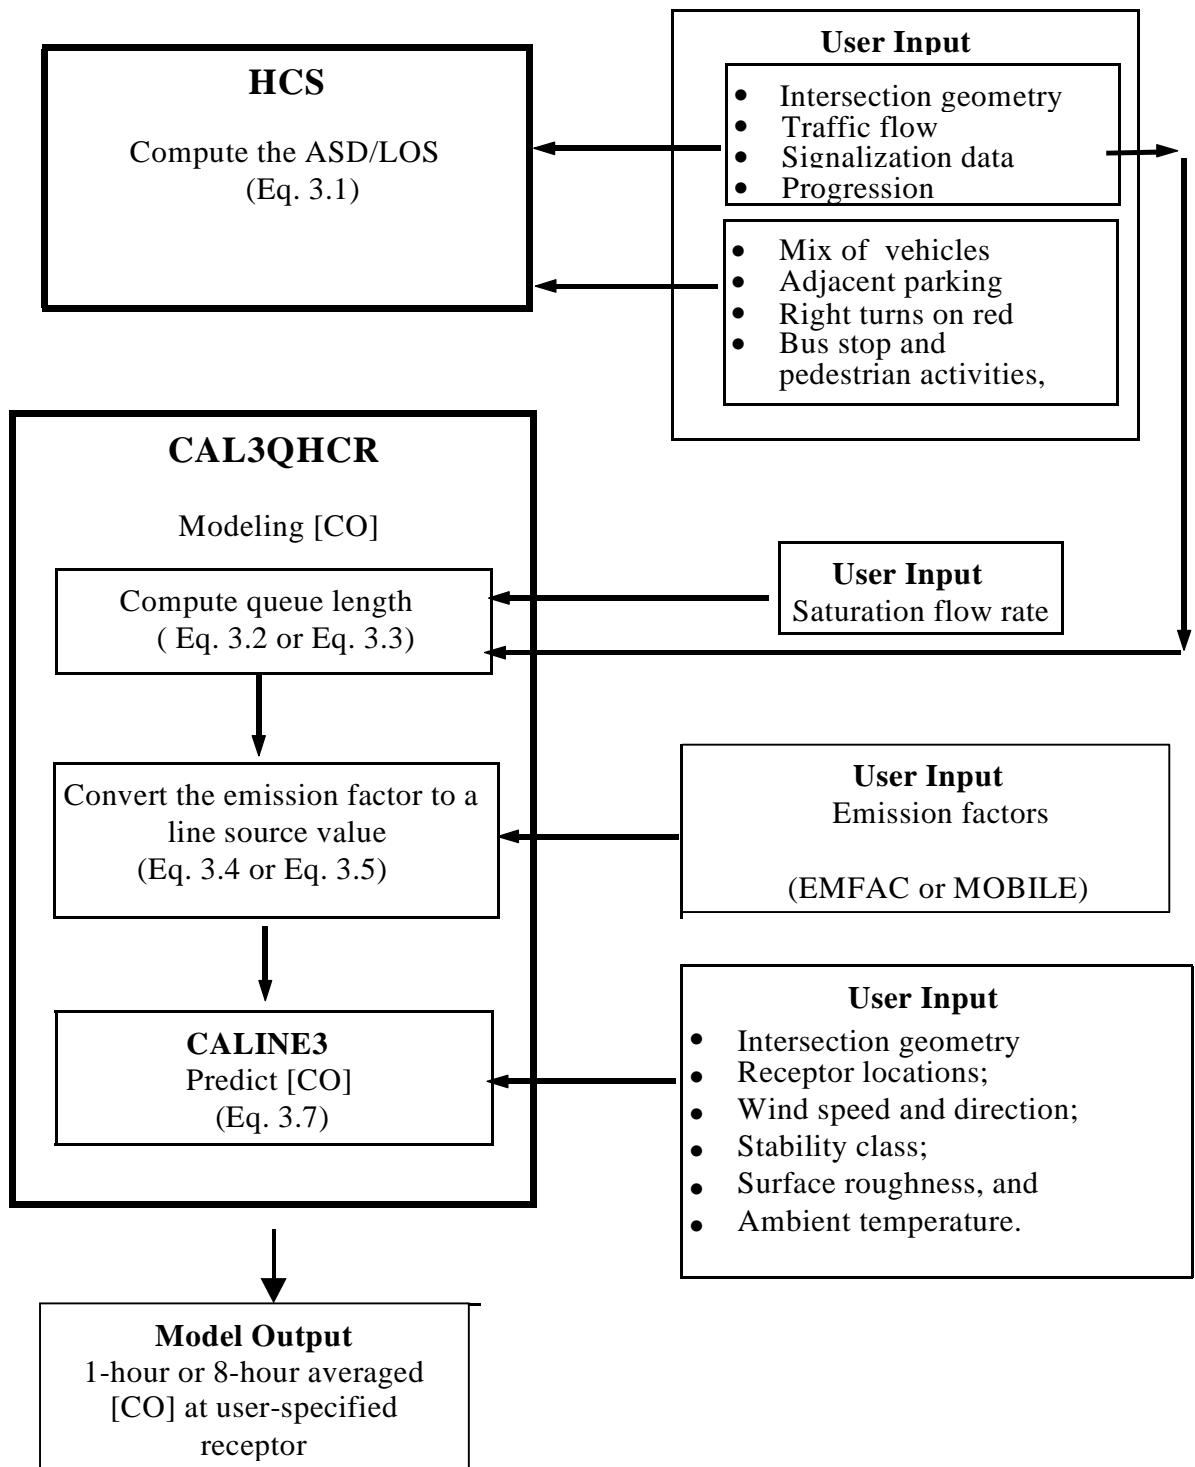 HCS
Compute the ASD/LOS
(Eq. 3.1)
User Input
• Intersection geometry
• Traffic flow
• Signalization data
• Progression
• Mix of vehicles
• Adjacent parking
• Right turns on red
• Bus stop and
pedestrian activities,
CAL3QHCR
Modeling [CO]
Compute queue length
( Eq. 3.2 or Eq. 3.3)
User Input
Saturation flow rate
Convert the emission factor to a
line source value
(Eq. 3.4 or Eq. 3.5)
User Input
Emission factors
(EMFAC or MOBILE)
CALINE3
Predict [CO]
(Eq. 3.7)
User Input
• Intersection geometry
• Receptor locations;
• Wind speed and direction;
• Stability class;
• Surface roughness, and
• Ambient temperature.
Model Output
1-hour or 8-hour averaged
[CO] at user-specified
receptor